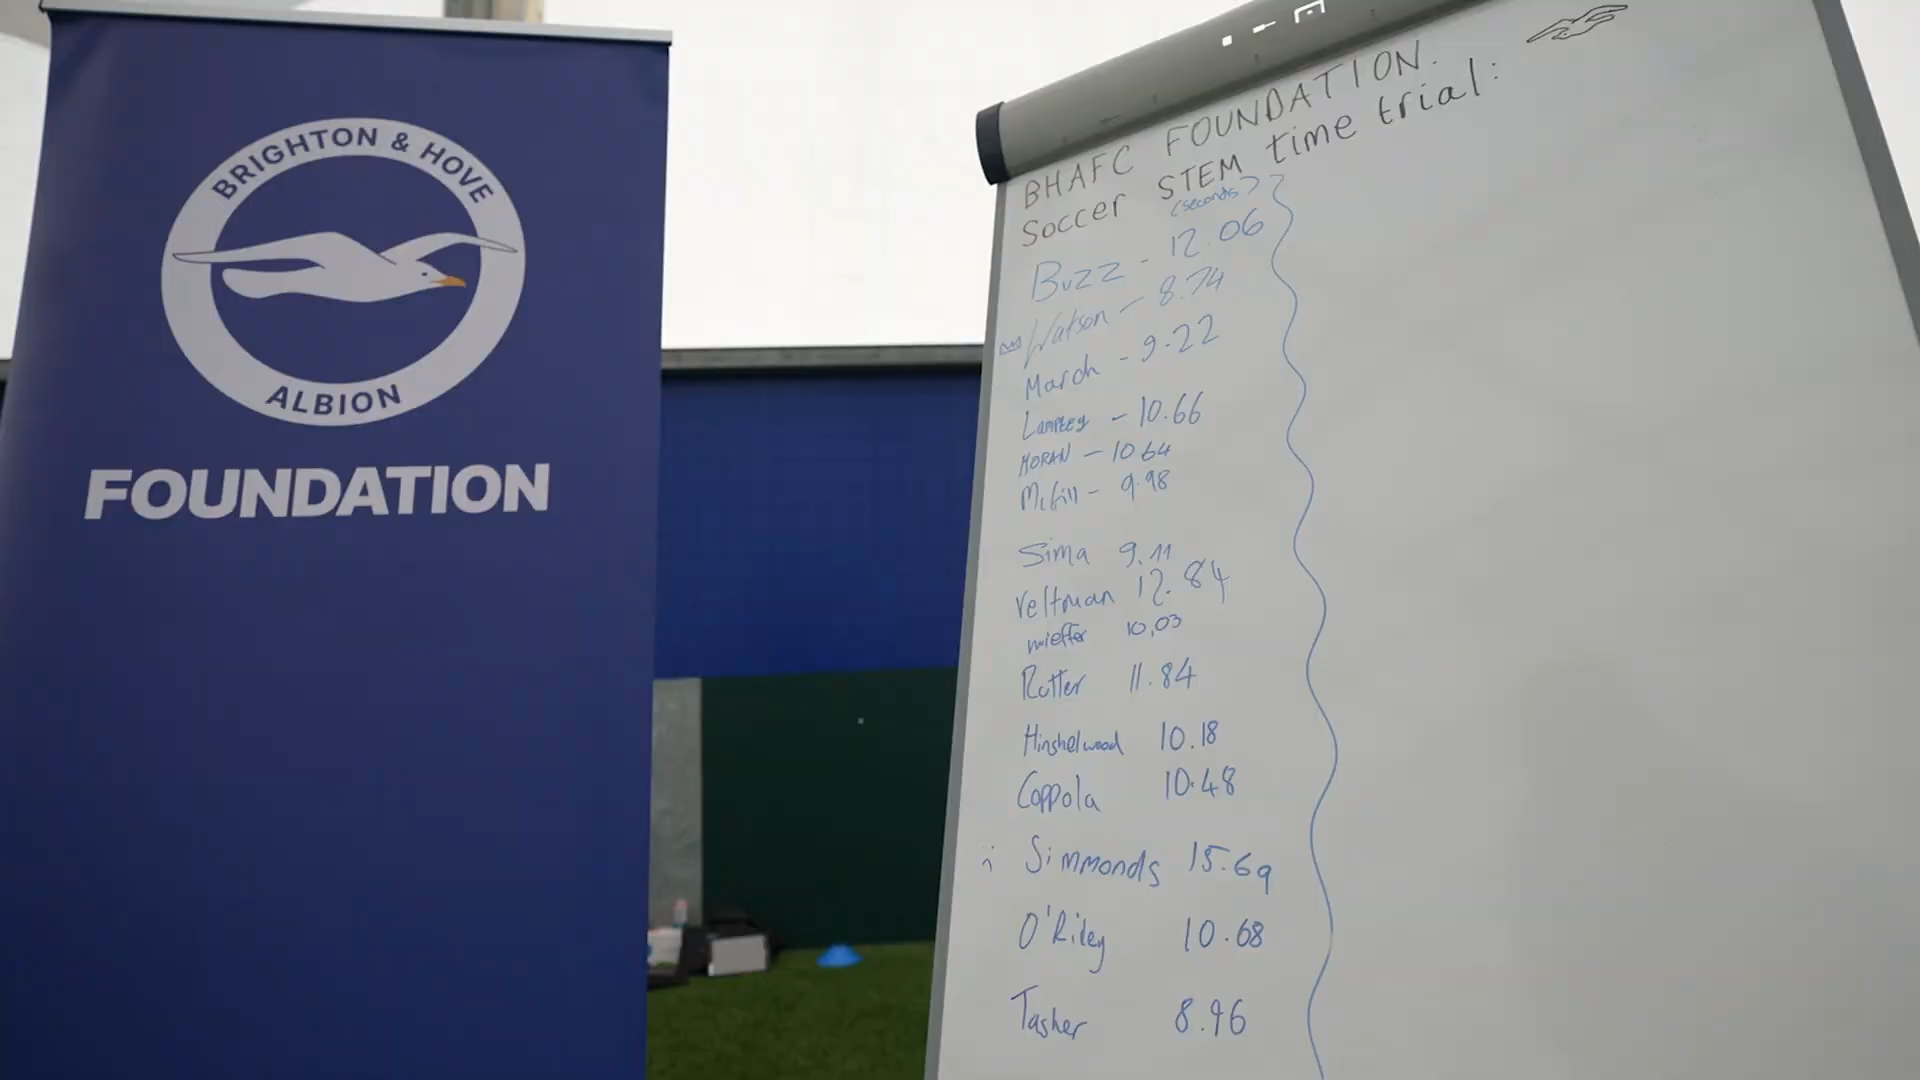 BRIGHTON & HOVE
ALBION
FOUNDATION
BHAFC FOUNDATION.
Soccer STEM time trial:
(seconds)
Buzz - 12.06
Watson - 8.74
March - 9.22
Lamptey - 10.66
MORAN - 10.64
McGill - 9.98
Sima 9.11
Veltman 12.84
wieffer 10,03
Rutter 11.84
Hinshelwood 10.18
Coppola 10.48
Simmonds 15.69
O'Riley 10.68
Tasker 8.96